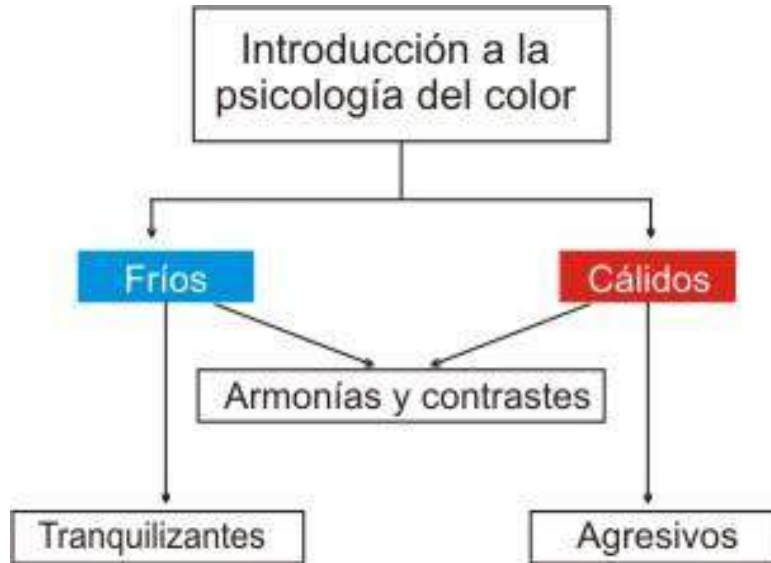 Introducción a la
psicología del color
Fríos
Cálidos
Armonías y contrastes
Tranquilizantes
Agresivos